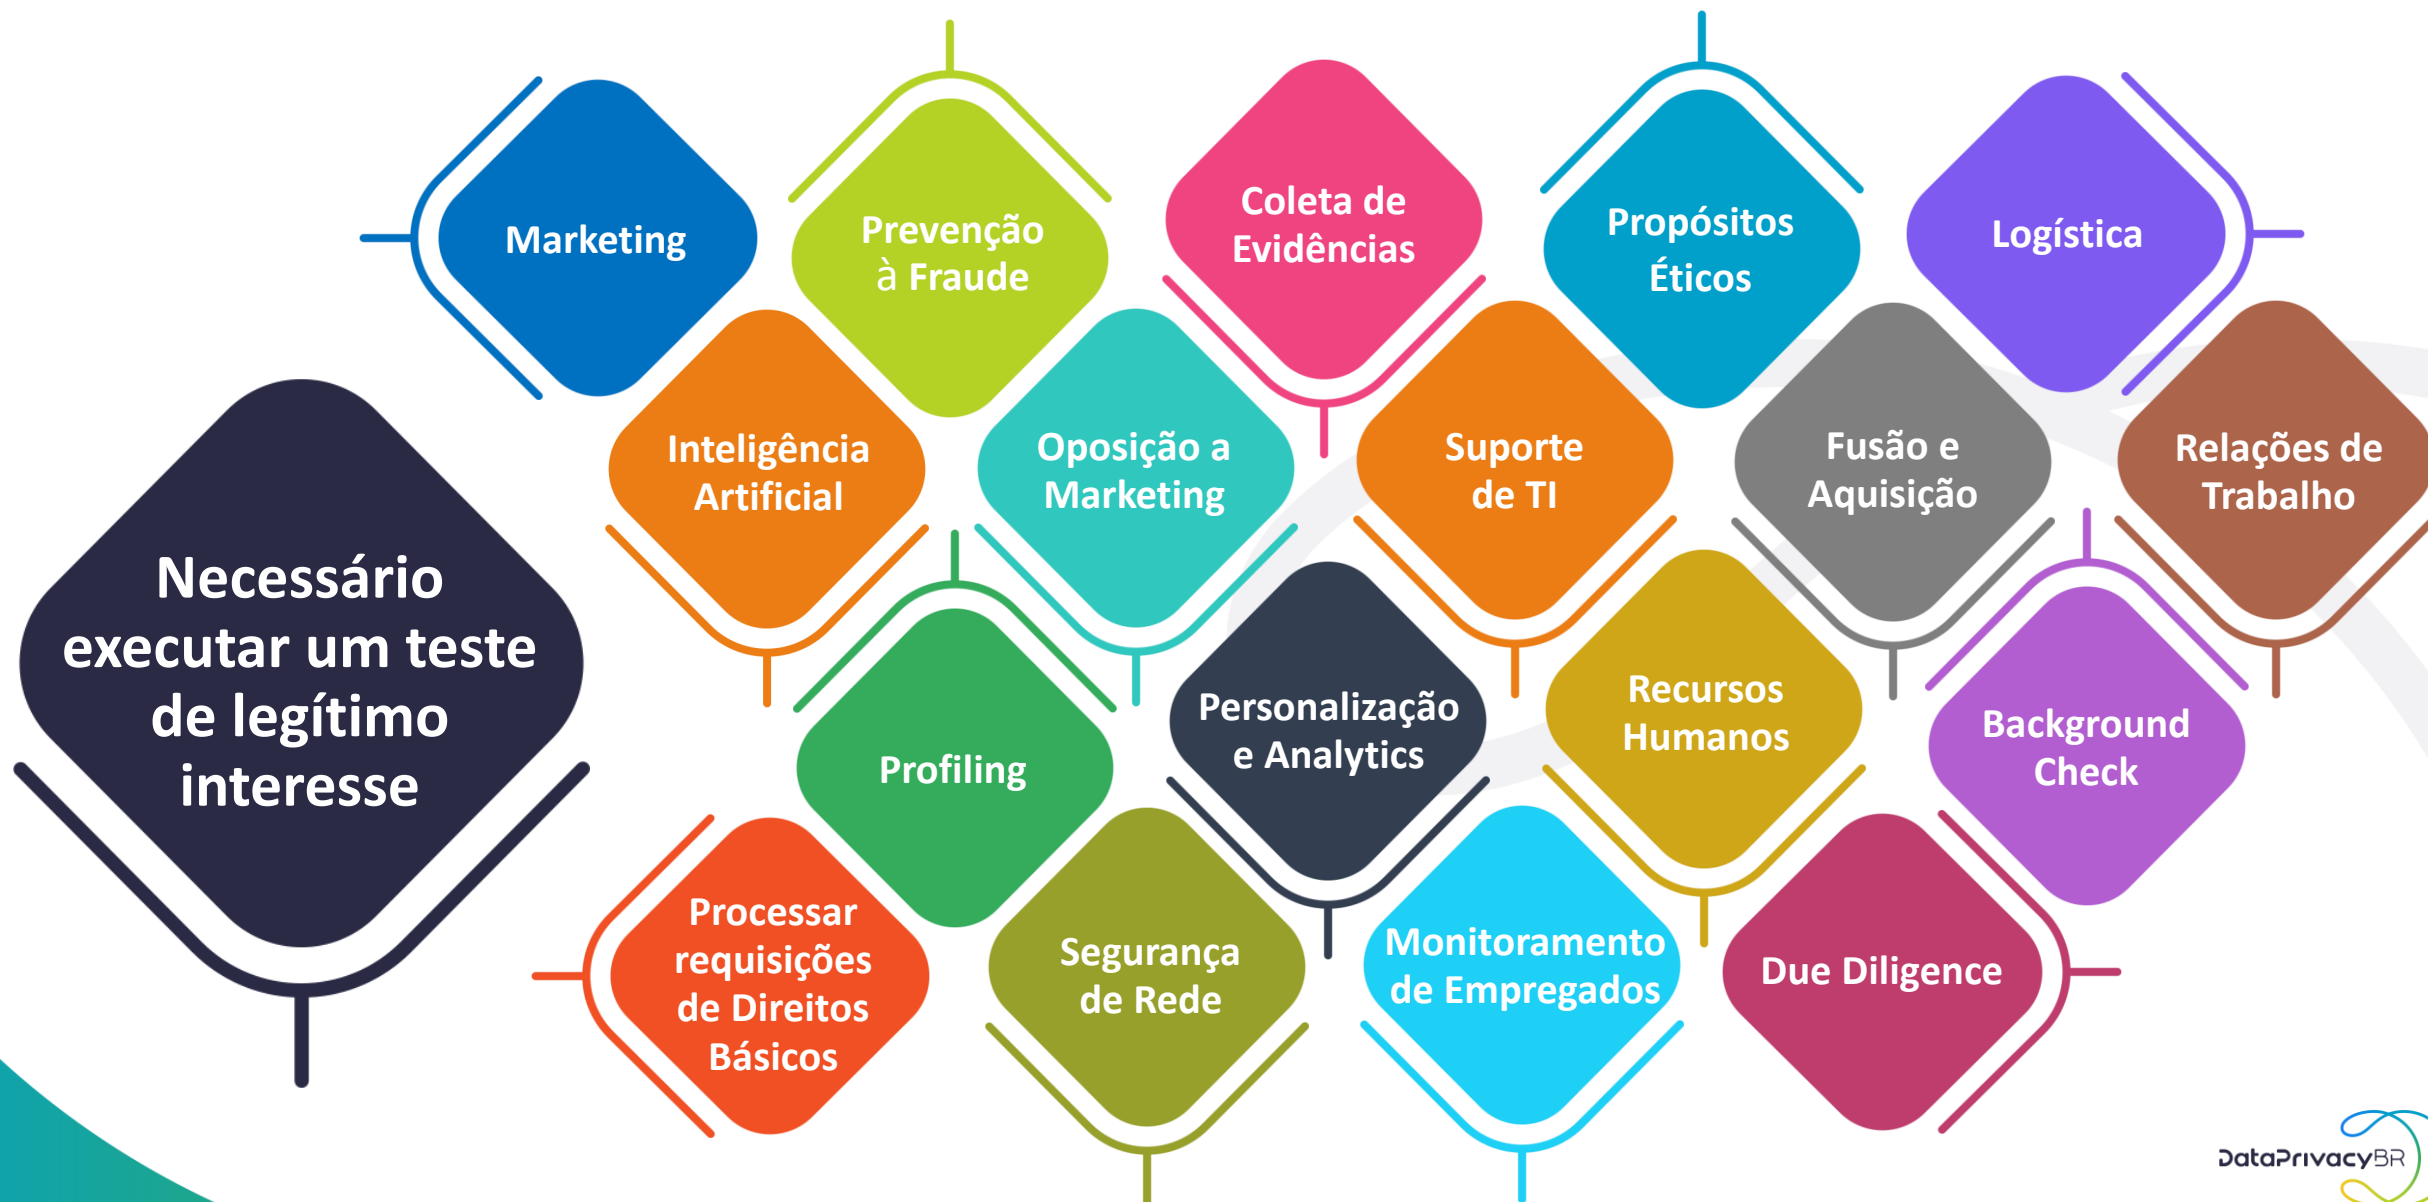 Necessário
executar um teste
de legítimo
interesse
Marketing
Prevenção
à Fraude
Coleta de
Evidências
Propósitos
Éticos
Logística
Inteligência
Artificial
Oposição a
Marketing
Suporte
de TI
Fusão e
Aquisição
Relações de
Trabalho
Profiling
Personalização
e Analytics
Recursos
Humanos
Background
Check
Processar
requisições
de Direitos
Básicos
Segurança
de Rede
Monitoramento
de Empregados
Due Diligence
DataPrivacyBR